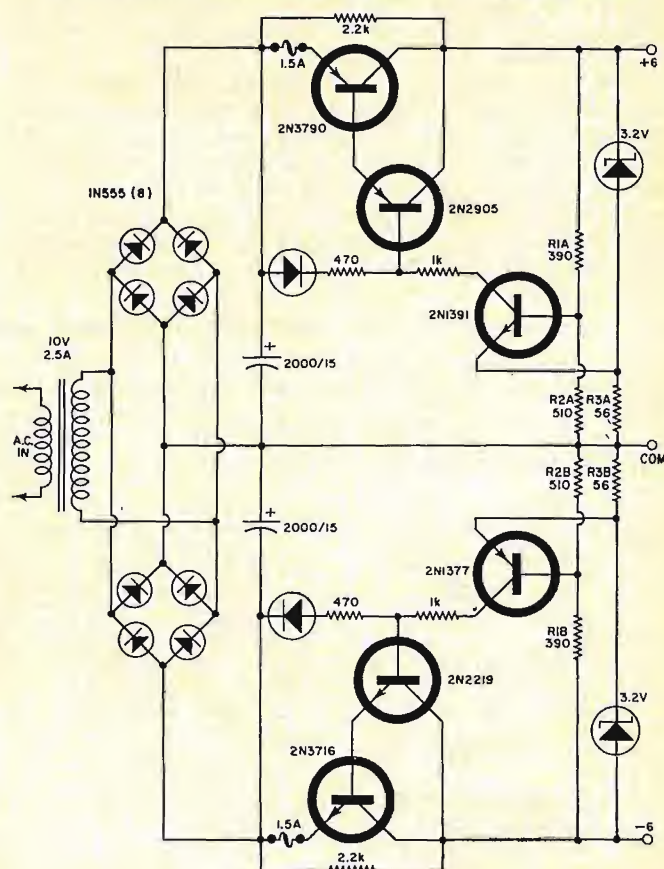 2.2k
1.5A
+6
2N3790
3.2V
1N555 (8)
2N2905
R1A
390
470
1k
2N1391
10V
2.5A
+
2000/15
R2A
510
R3A
56
A.C.
IN
COM
R2B
510
R3B
56
+
2000/15
2N1377
470
1k
R1B
390
2N2219
3.2V
2N3716
1.5A
-6
2.2k